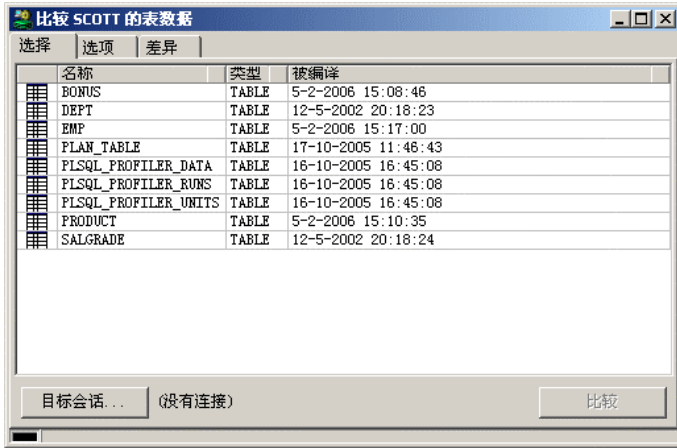 比较 SCOTT 的表数据
选择 选项 差异
名称 类型 被编译
BONUS TABLE 5-2-2006 15:08:46
DEPT TABLE 12-5-2002 20:18:23
EMP TABLE 5-2-2006 15:17:00
PLAN_TABLE TABLE 17-10-2005 11:46:43
PLSQL_PROFILER_DATA TABLE 16-10-2005 16:45:08
PLSQL_PROFILER_RUNS TABLE 16-10-2005 16:45:08
PLSQL_PROFILER_UNITS TABLE 16-10-2005 16:45:08
PRODUCT TABLE 5-2-2006 15:10:35
SALGRADE TABLE 12-5-2002 20:18:24
目标会话... (没有连接) 比较